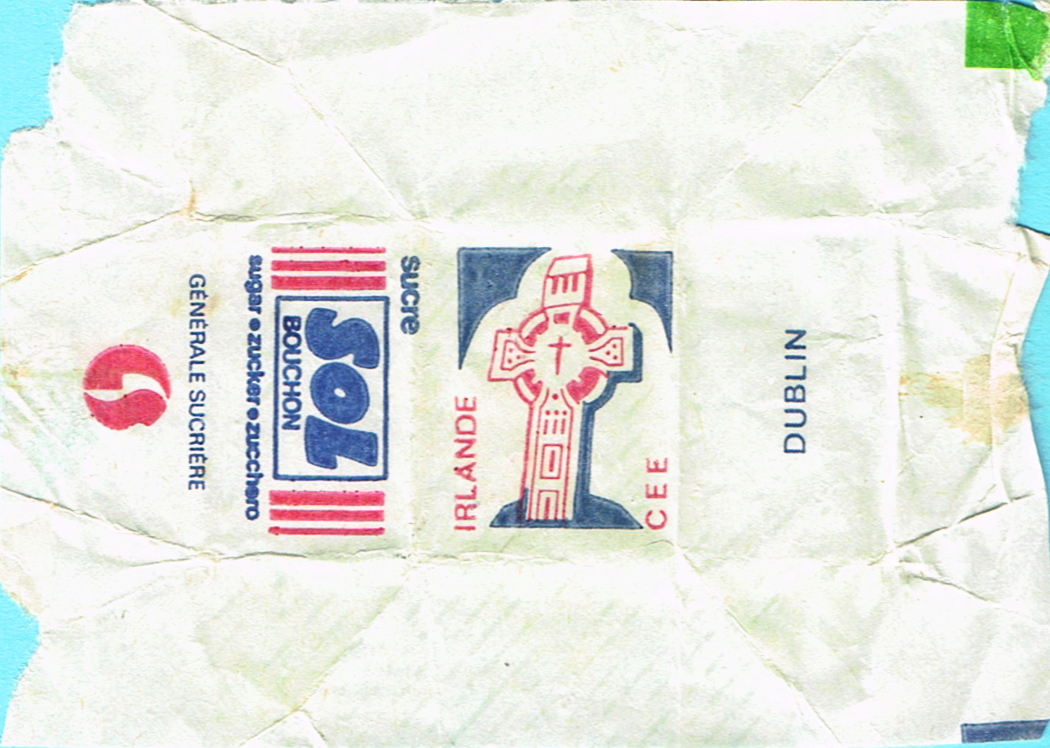 sucre
SOL
BOUCHON
sugar • zucker • zucchero
GÉNÉRALE SUCRIÈRE
IRLANDE
CEE
DUBLIN